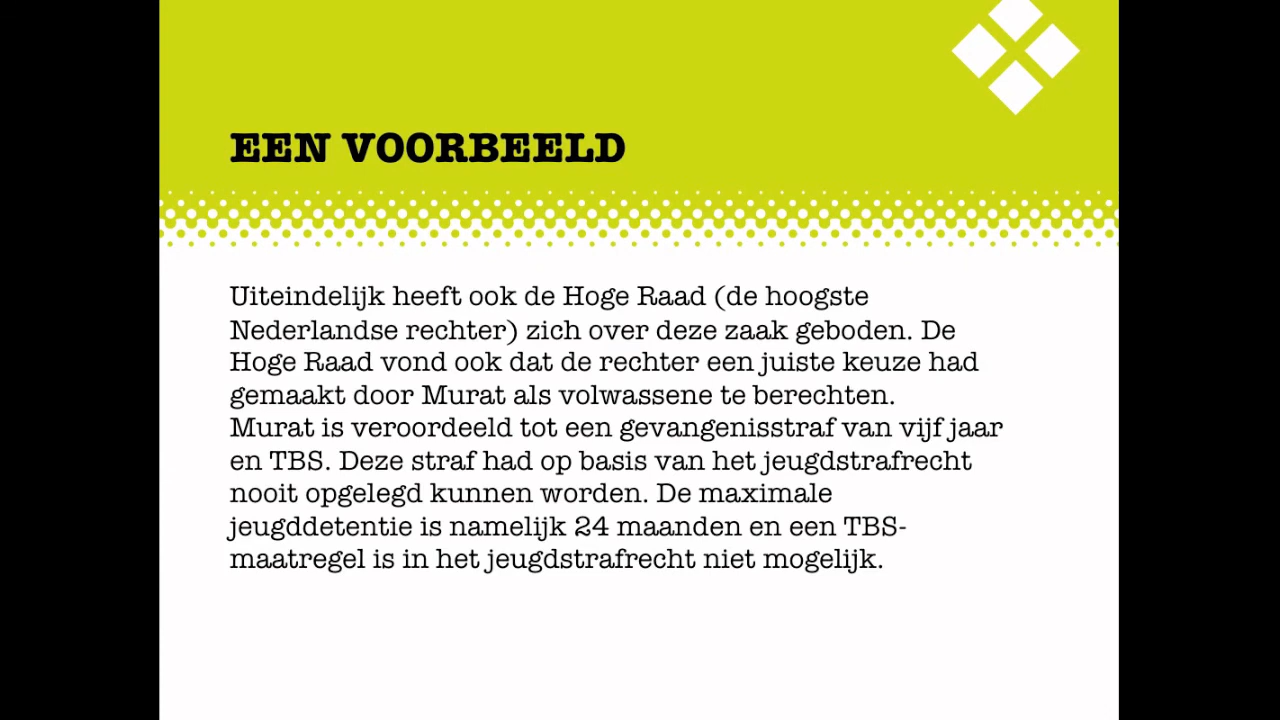 EEN VOORBEELD
Uiteindelijk heeft ook de Hoge Raad (de hoogste
Nederlandse rechter) zich over deze zaak geboden. De
Hoge Raad vond ook dat de rechter een juiste keuze had
gemaakt door Murat als volwassene te berechten.
Murat is veroordeeld tot een gevangenisstraf van vijf jaar
en TBS. Deze straf had op basis van het jeugdstrafrecht
nooit opgelegd kunnen worden. De maximale
jeugddetentie is namelijk 24 maanden en een TBS-
maatregel is in het jeugdstrafrecht niet mogelijk.